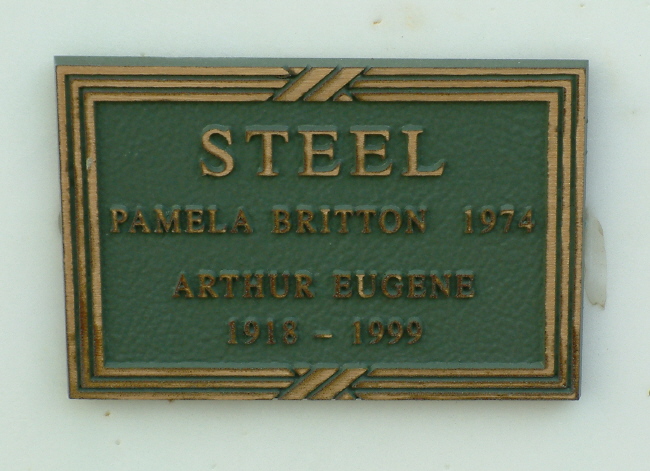 STEEL
PAMELA BRITTON 1974
ARTHUR EUGENE
1918 - 1999